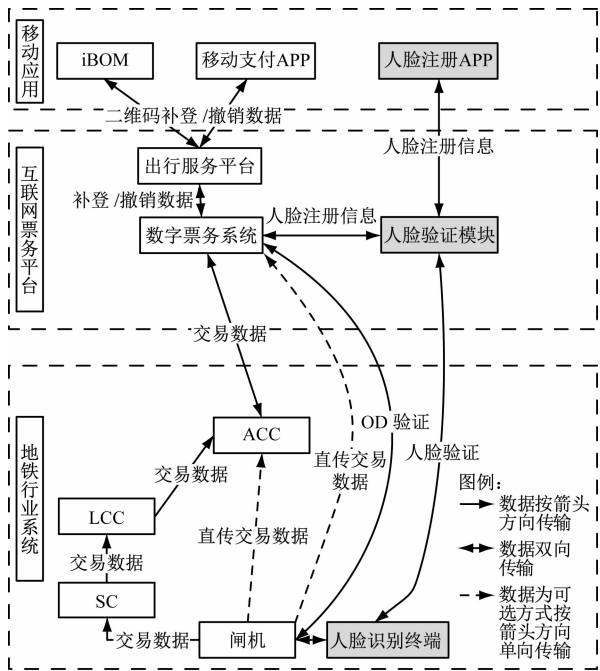 移动应用
iBOM
移动支付APP
人脸注册APP
二维码补登 /撤销数据
人脸注册信息
互联网票务平台
出行服务平台
补登 /撤销数据
人脸注册信息
数字票务系统
人脸验证模块
交易数据
地铁行业系统
ACC
OD 验证
人脸验证
交易数据
直传交易
数据
LCC
直传交易数据
交易数据
SC
交易数据
闸机
人脸识别终端
图例：
数据按箭头
方向传输
数据双向
传输
数据为可
选方式按
箭头方向
单向传输